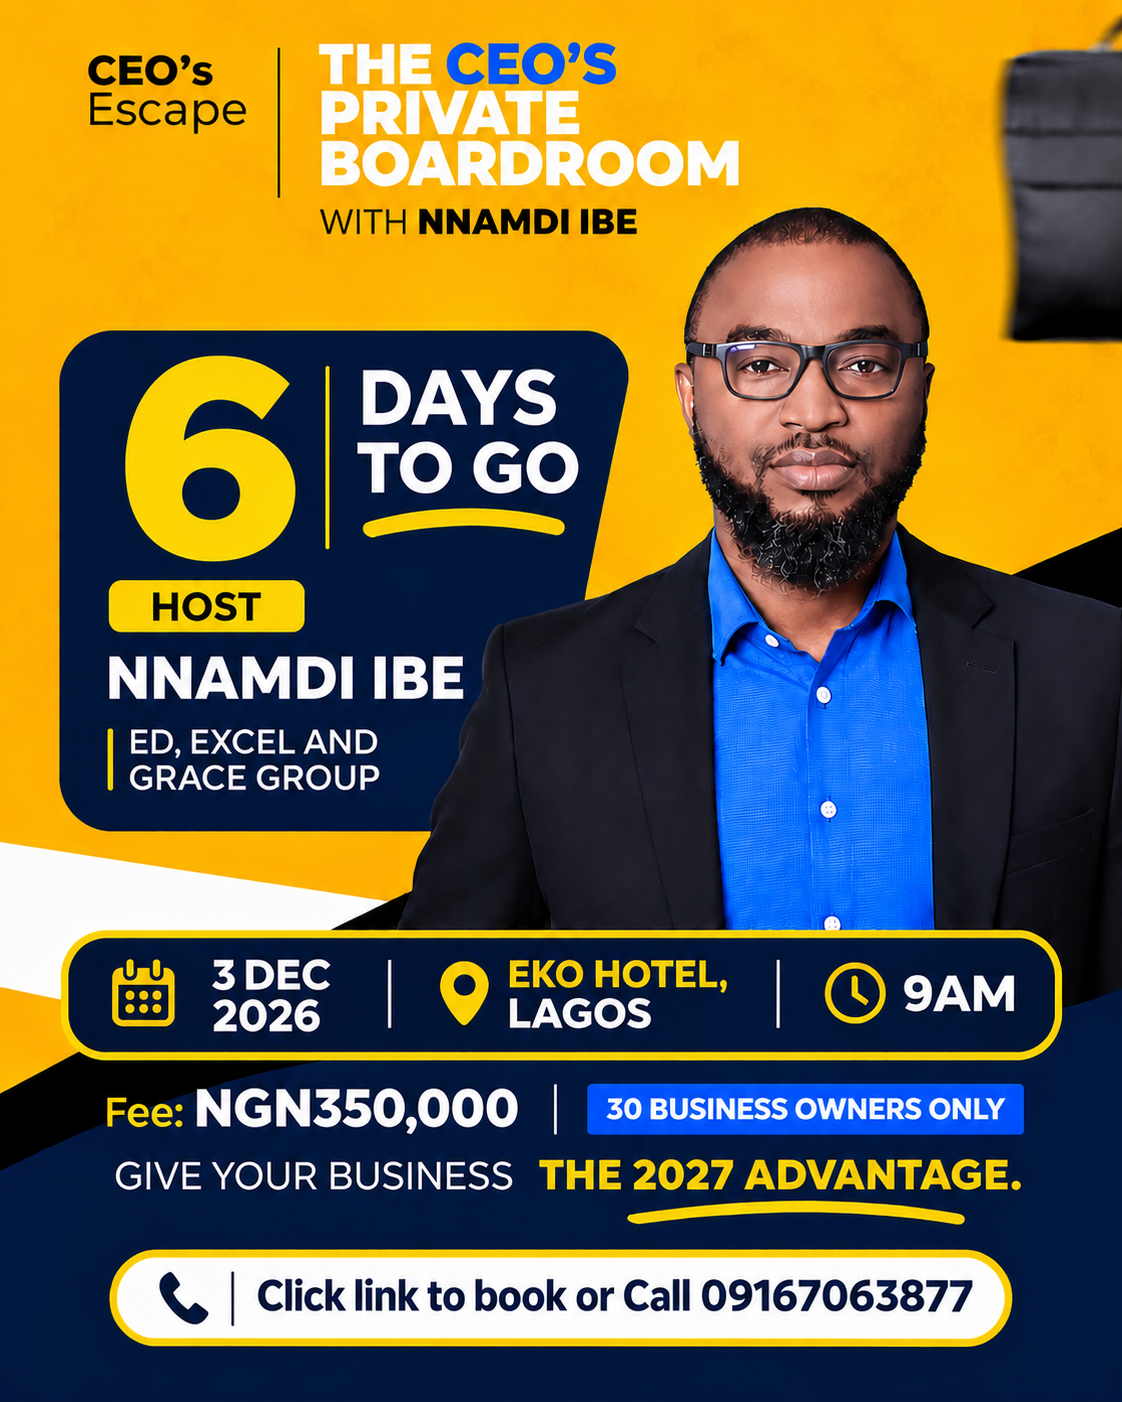 CEO's
Escape
THE CEO'S
PRIVATE
BOARDROOM
WITH NNAMDI IBE
6
DAYS
TO GO
HOST
NNAMDI IBE
ED, EXCEL AND
GRACE GROUP
3 DEC
2026
EKO HOTEL,
LAGOS
9AM
Fee: NGN350,000
30 BUSINESS OWNERS ONLY
GIVE YOUR BUSINESS THE 2027 ADVANTAGE.
Click link to book or Call 09167063877